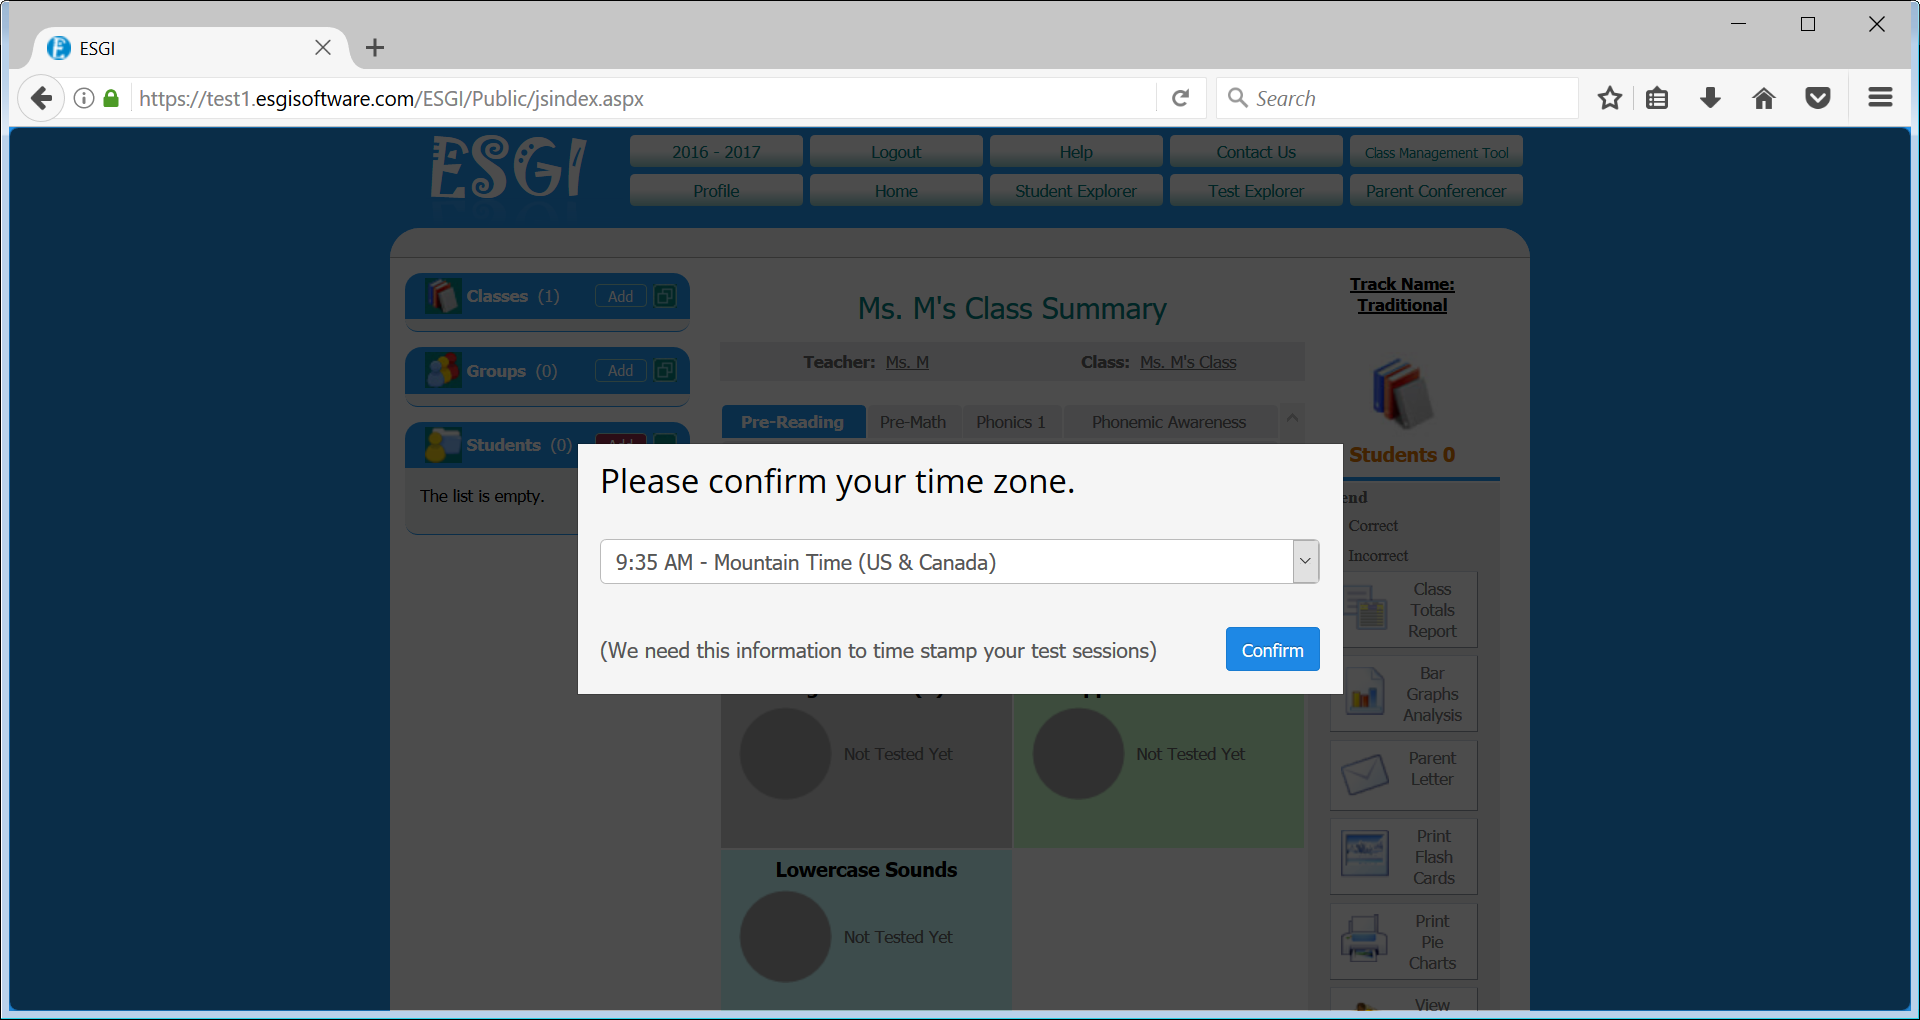 ESGI
https://test1.esgisoftware.com/ESGI/Public/jsindex.aspx
Search
ESGI
2016 - 2017
Logout
Help
Contact Us
Class Management Tool
Profile
Home
Student Explorer
Test Explorer
Parent Conferencer
Classes (1)
Add
Groups (0)
Add
Students (0)
Add
The list is empty.
Ms. M's Class Summary
Teacher: Ms. M
Class: Ms. M's Class
Pre-Reading
Pre-Math
Phonics 1
Phonemic Awareness
Track Name:
Traditional
Students 0
Correct
Incorrect
Please confirm your time zone.
9:35 AM - Mountain Time (US & Canada)
(We need this information to time stamp your test sessions)
Confirm
Not Tested Yet
Not Tested Yet
Lowercase Sounds
Not Tested Yet
Class
Totals
Report
Bar
Graphs
Analysis
Parent
Letter
Print
Flash
Cards
Print
Pie
Charts
View